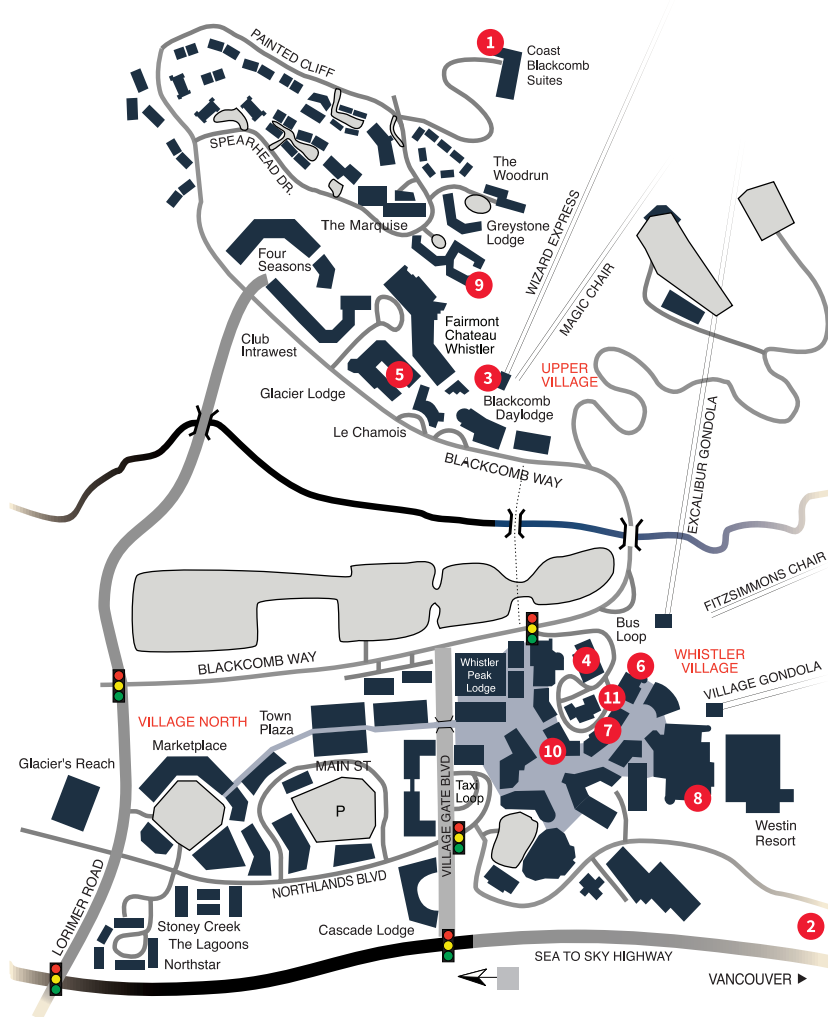 1
Coast
Blackcomb
Suites
PAINTED CLIFF
SPEARHEAD DR.
The
Woodrun
The Marquise
Greystone
Lodge
WIZARD EXPRESS
MAGIC CHAIR
Four
Seasons
9
Fairmont
Chateau
Whistler
Club
Intrawest
5
3
UPPER
VILLAGE
Glacier Lodge
Blackcomb
Daylodge
Le Chamois
BLACKCOMB WAY
EXCALIBUR GONDOLA
FITZSIMMONS CHAIR
Bus
Loop
BLACKCOMB WAY
Whistler
Peak
Lodge
4
6
WHISTLER
VILLAGE
VILLAGE GONDOLA
11
7
10
VILLAGE NORTH
Town
Plaza
Marketplace
Glacier's Reach
MAIN ST
P
VILLAGE GATE BLVD
Taxi
Loop
8
Westin
Resort
NORTHLANDS BLVD
LORIMER ROAD
Stoney Creek
The Lagoons
Northstar
Cascade Lodge
2
SEA TO SKY HIGHWAY
VANCOUVER